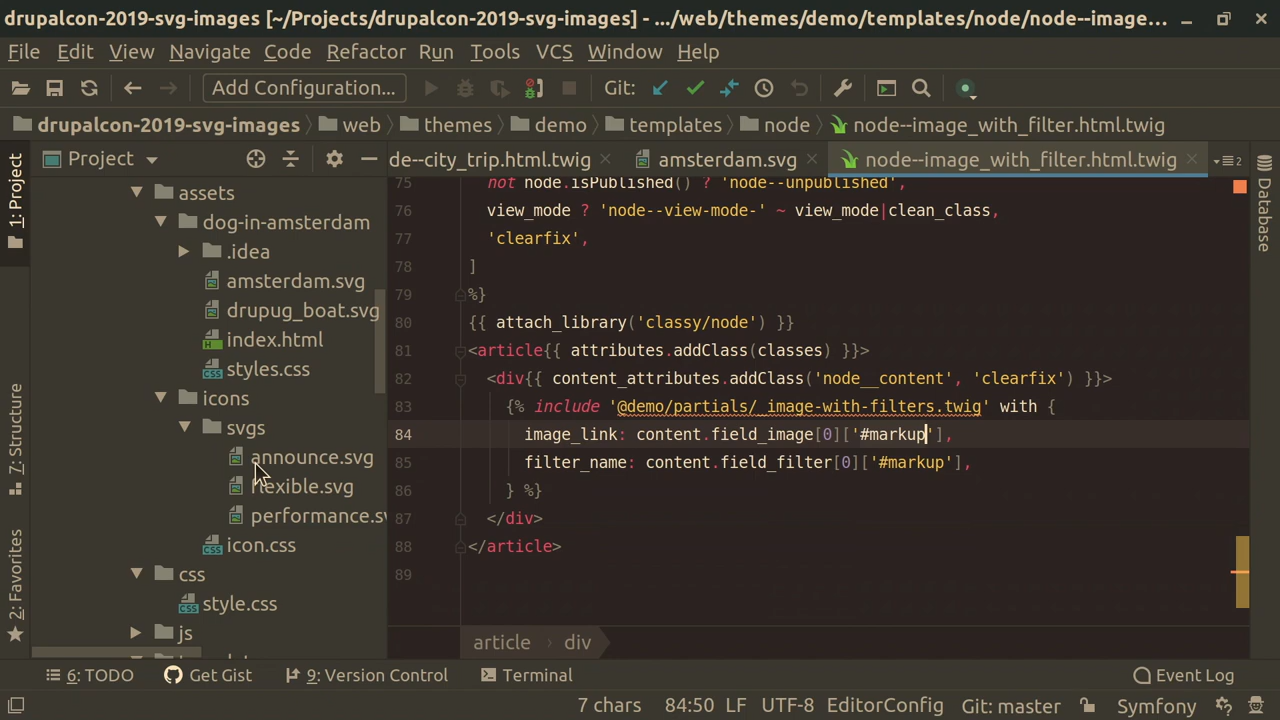 drupalcon-2019-svg-images [~/Projects/drupalcon-2019-svg-images] - .../web/themes/demo/templates/node/node--image...
File Edit View Navigate Code Refactor Run Tools VCS Window Help
Add Configuration... Git:
drupalcon-2019-svg-images web themes demo templates node node--image_with_filter.html.twig
1: Project
7: Structure
2: Favorites
Project
assets
dog-in-amsterdam
.idea
amsterdam.svg
drupug_boat.svg
index.html
styles.css
icons
svgs
announce.svg
flexible.svg
performance.sv
icon.css
css
style.css
js
de--city_trip.html.twig amsterdam.svg node--image_with_filter.html.twig 2
75 not node.isPublished() ? 'node--unpublished',
76 view_mode ? 'node--view-mode-' ~ view_mode|clean_class,
77 'clearfix',
78 ]
79 %}
80 {{ attach_library('classy/node') }}
81 <article{{ attributes.addClass(classes) }}>
82 <div{{ content_attributes.addClass('node__content', 'clearfix') }}>
83 {% include '@demo/partials/_image-with-filters.twig' with {
84 image_link: content.field_image[0]['#markup'],
85 filter_name: content.field_filter[0]['#markup'],
86 } %}
87 </div>
88 </article>
89
article div
Database
6: TODO Get Gist 9: Version Control Terminal Event Log
7 chars 84:50 LF UTF-8 EditorConfig Git: master Symfony